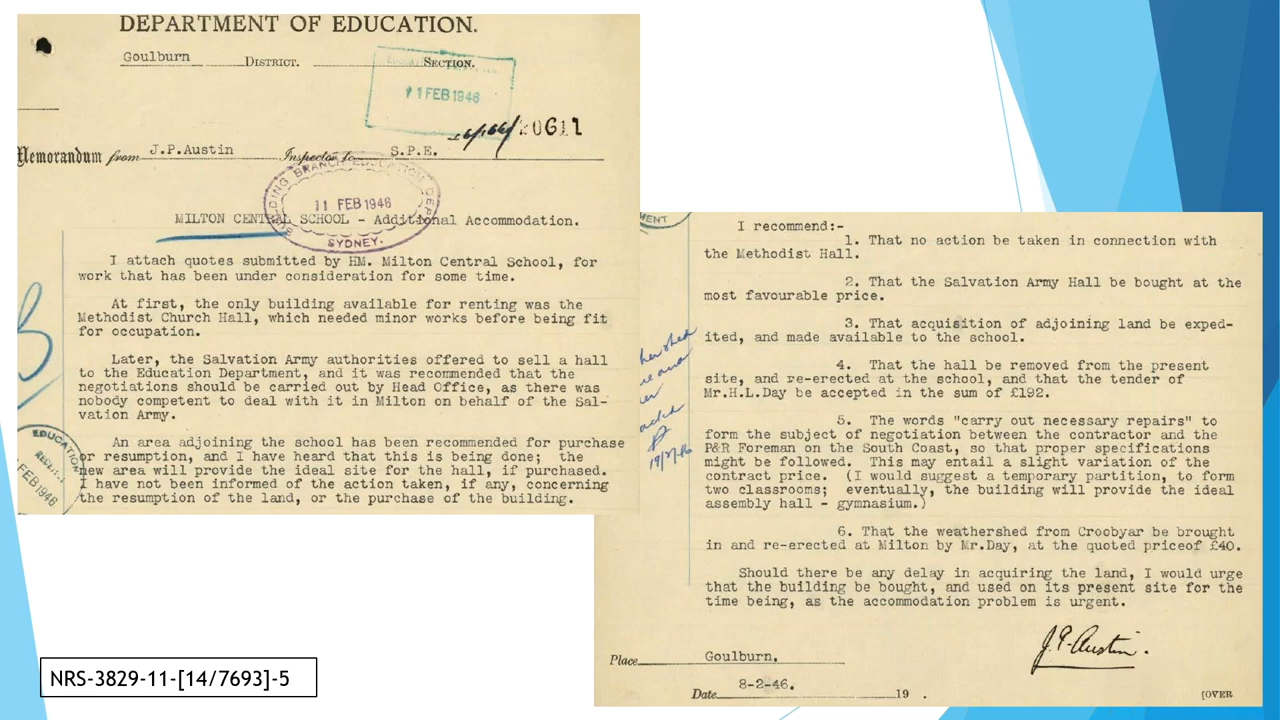 DEPARTMENT OF EDUCATION.
Goulburn DISTRICT. SECTION.
11 FEB 1946
20611
Memorandum from J.P.Austin Inspector to S.P.E.
BUILDING BRANCH EDUCATION DEP
11 FEB 1946
SYDNEY.
MILTON CENTRAL SCHOOL - Additional Accommodation.
I attach quotes submitted by HM. Milton Central School, for
work that has been under consideration for some time.
At first, the only building available for renting was the
Methodist Church Hall, which needed minor works before being fit
for occupation.
Later, the Salvation Army authorities offered to sell a hall
to the Education Department, and it was recommended that the
negotiations should be carried out by Head Office, as there was
nobody competent to deal with it in Milton on behalf of the Sal-
vation Army.
An area adjoining the school has been recommended for purchase
or resumption, and I have heard that this is being done; the
new area will provide the ideal site for the hall, if purchased.
I have not been informed of the action taken, if any, concerning
the resumption of the land, or the purchase of the building.
EDUCATION
FEB 1946
MENT
I recommend:-
1. That no action be taken in connection with
the Methodist Hall.
2. That the Salvation Army Hall be bought at the
most favourable price.
3. That acquisition of adjoining land be exped-
ited, and made available to the school.
4. That the hall be removed from the present
site, and re-erected at the school, and that the tender of
Mr.H.L.Day be accepted in the sum of £192.
5. The words "carry out necessary repairs" to
form the subject of negotiation between the contractor and the
P&R Foreman on the South Coast, so that proper specifications
might be followed. This may entail a slight variation of the
contract price. (I would suggest a temporary partition, to form
two classrooms; eventually, the building will provide the ideal
assembly hall - gymnasium.)
6. That the weathershed from Croobyar be brought
in and re-erected at Milton by Mr.Day, at the quoted priceof £40.
Should there be any delay in acquiring the land, I would urge
that the building be bought, and used on its present site for the
time being, as the accommodation problem is urgent.
J.P. Austin.
Place Goulburn.
Date 8-2-46. 19 .
[OVER
NRS-3829-11-[14/7693]-5